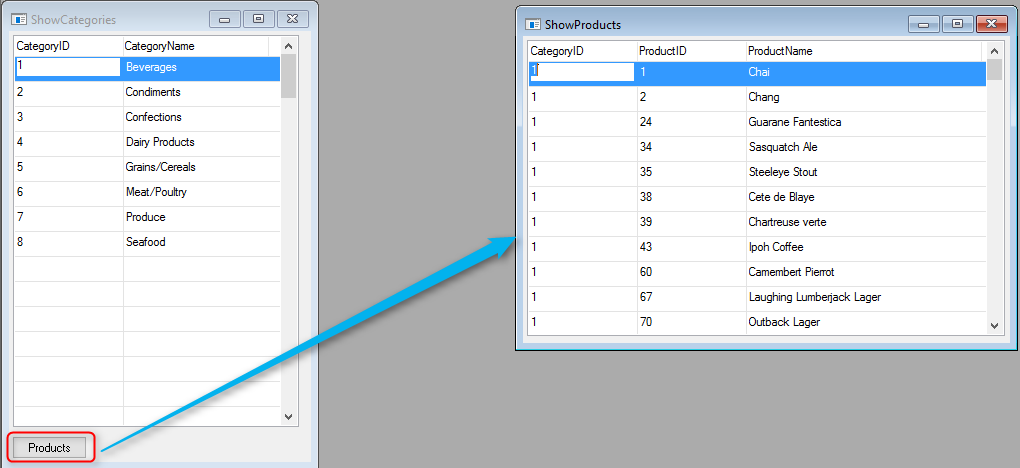 ShowCategories
CategoryID CategoryName
1 Beverages
2 Condiments
3 Confections
4 Dairy Products
5 Grains/Cereals
6 Meat/Poultry
7 Produce
8 Seafood
Products
ShowProducts
CategoryID ProductID ProductName
1 1 Chai
1 2 Chang
1 24 Guarane Fantestica
1 34 Sasquatch Ale
1 35 Steeleye Stout
1 38 Cete de Blaye
1 39 Chartreuse verte
1 43 Ipoh Coffee
1 60 Camembert Pierrot
1 67 Laughing Lumberjack Lager
1 70 Outback Lager